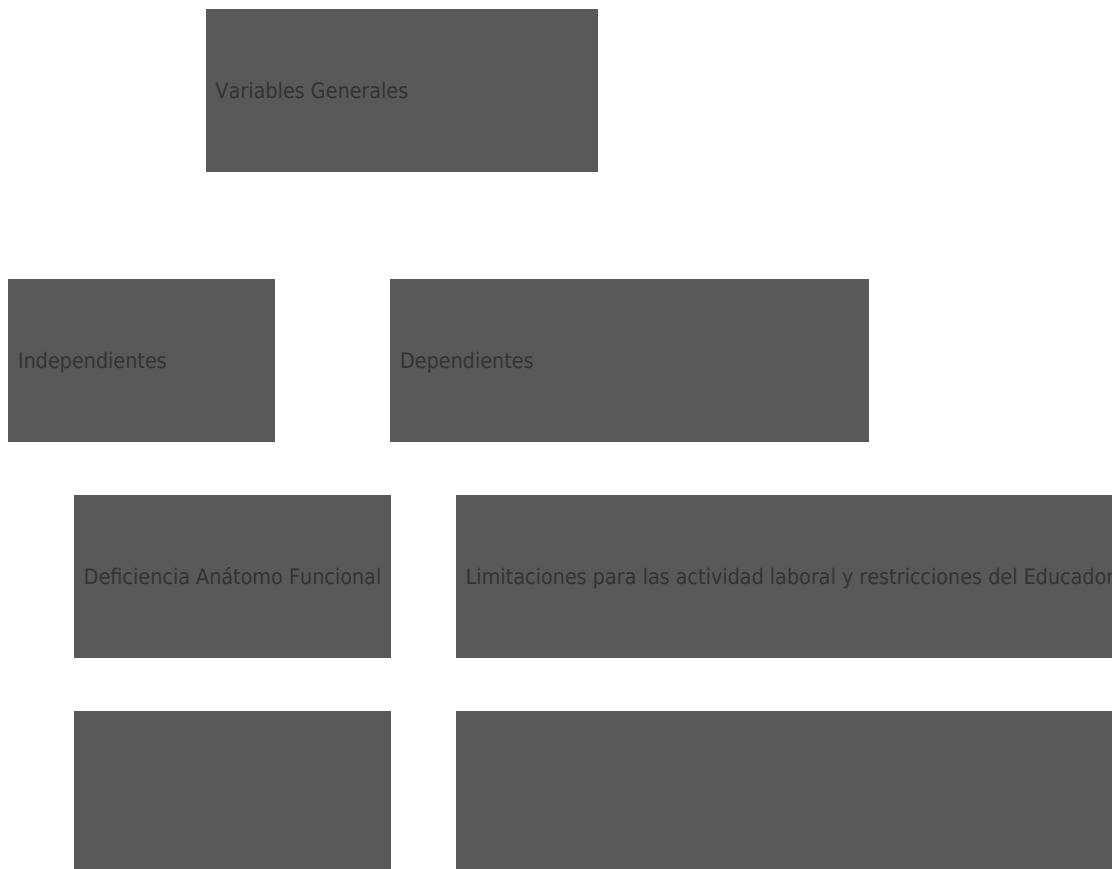 Variables Generales
Independientes
Dependientes
Deficiencia Anátomo Funcional
Limitaciones para las actividad laboral y restricciones del Educador